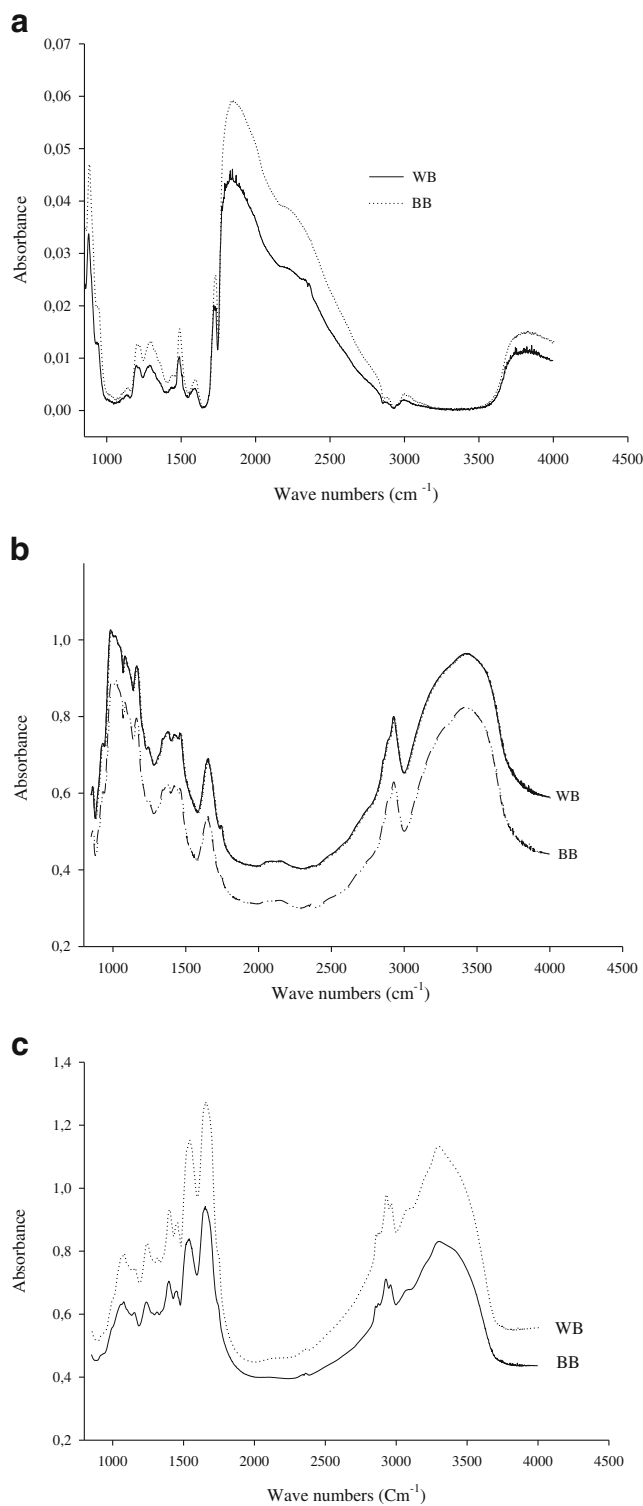 a
0,07
0,06
0,05
0,04
0,03
0,02
0,01
0,00
Absorbance
WB
BB
1000 1500 2000 2500 3000 3500 4000 4500
Wave numbers (cm -1)
b
1,0
0,8
0,6
0,4
0,2
Absorbance
WB
BB
1000 1500 2000 2500 3000 3500 4000 4500
Wave numbers (cm-1)
c
1,4
1,2
1,0
0,8
0,6
0,4
0,2
Absorbance
WB
BB
1000 1500 2000 2500 3000 3500 4000 4500
Wave numbers (Cm-1)